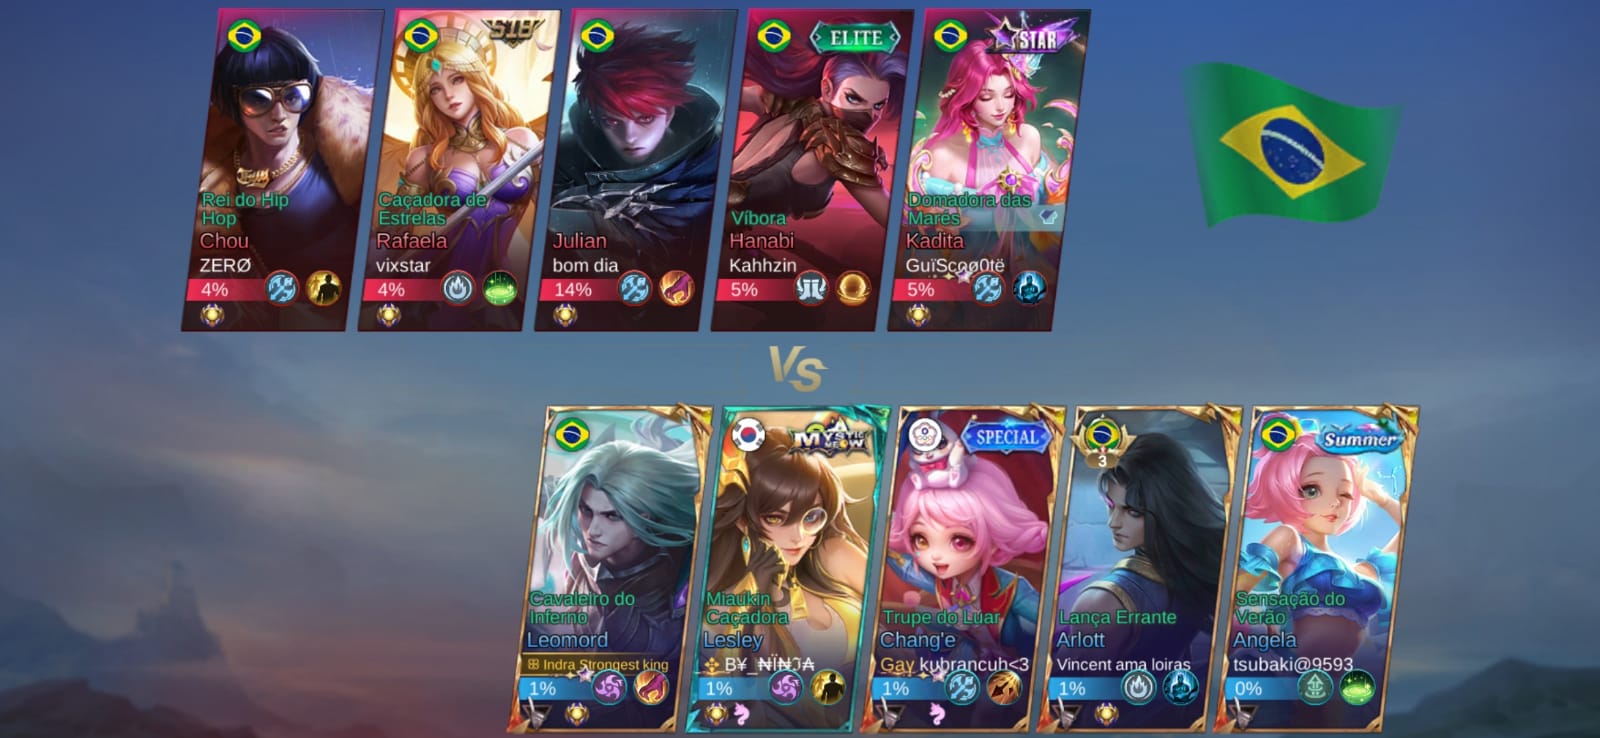 S18
ELITE
STAR
Rei do Hip
Hop
Chou
ZERØ
4%
Caçadora de
Estrelas
Rafaela
vixstar
4%
Julian
bom dia
14%
Víbora
Hanabi
Kahhzin
5%
Domadora das
Marés
Kadita
5%
VS
Cavaleiro do
Inferno
Leomord
Indra Strongest king
1%
MYSTIC
MEOW
Miaukin
Caçadora
Lesley
1%
SPECIAL
Trupe do Luar
Chang'e
Gay kubrancuh<3
1%
3
Lança Errante
Arlott
Vincent ama loiras
1%
Summer
Sensação do
Verão
Angela
tsubaki@9593
0%